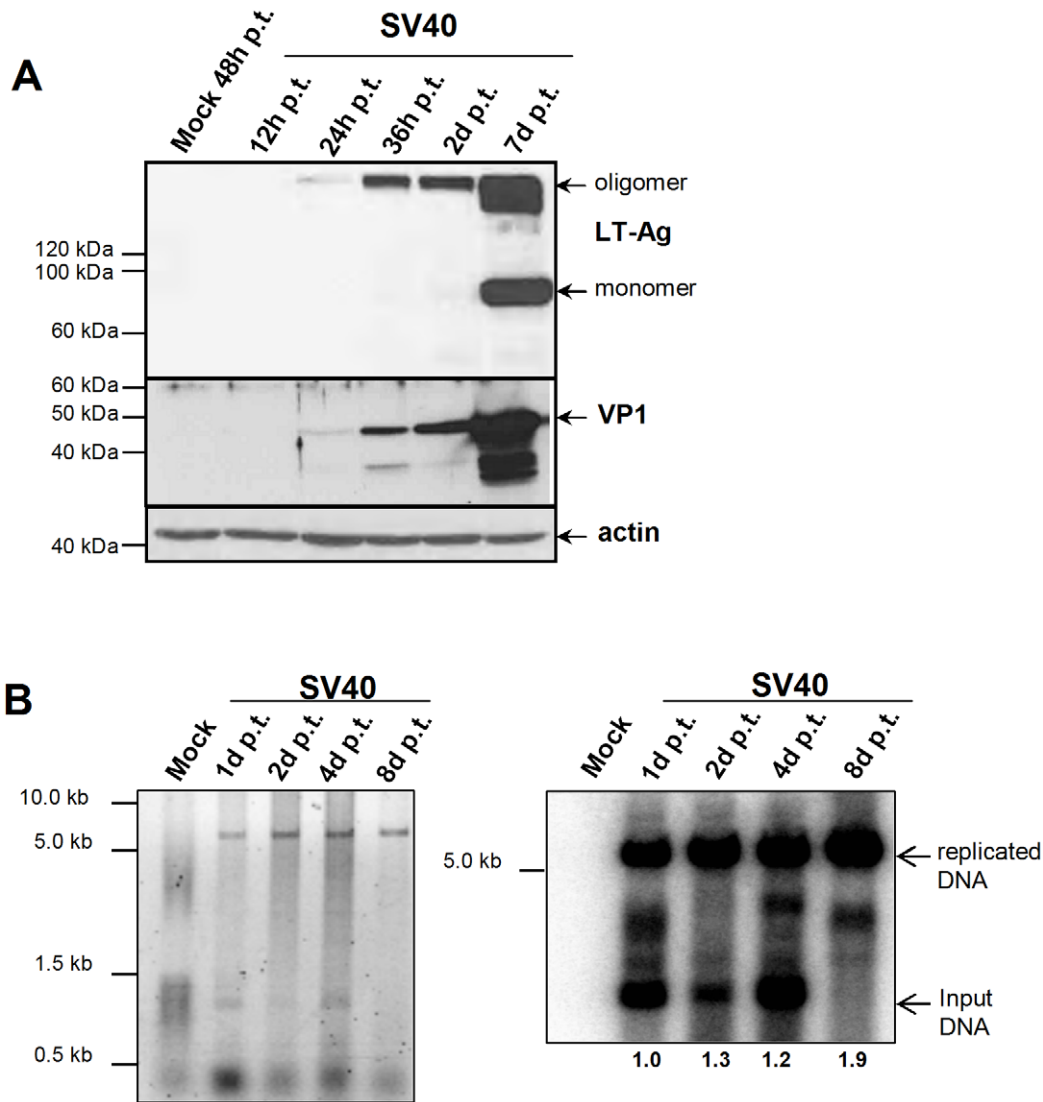 A
SV40
Mock 48h p.t.
12h p.t.
24h p.t.
36h p.t.
2d p.t.
7d p.t.
oligomer
LT-Ag
120 kDa
100 kDa
monomer
60 kDa
60 kDa
50 kDa
VP1
40 kDa
40 kDa
actin
B
SV40
Mock
1d p.t.
2d p.t.
4d p.t.
8d p.t.
10.0 kb
5.0 kb
1.5 kb
0.5 kb
SV40
Mock
1d p.t.
2d p.t.
4d p.t.
8d p.t.
5.0 kb
replicated
DNA
Input
DNA
1.0 1.3 1.2 1.9